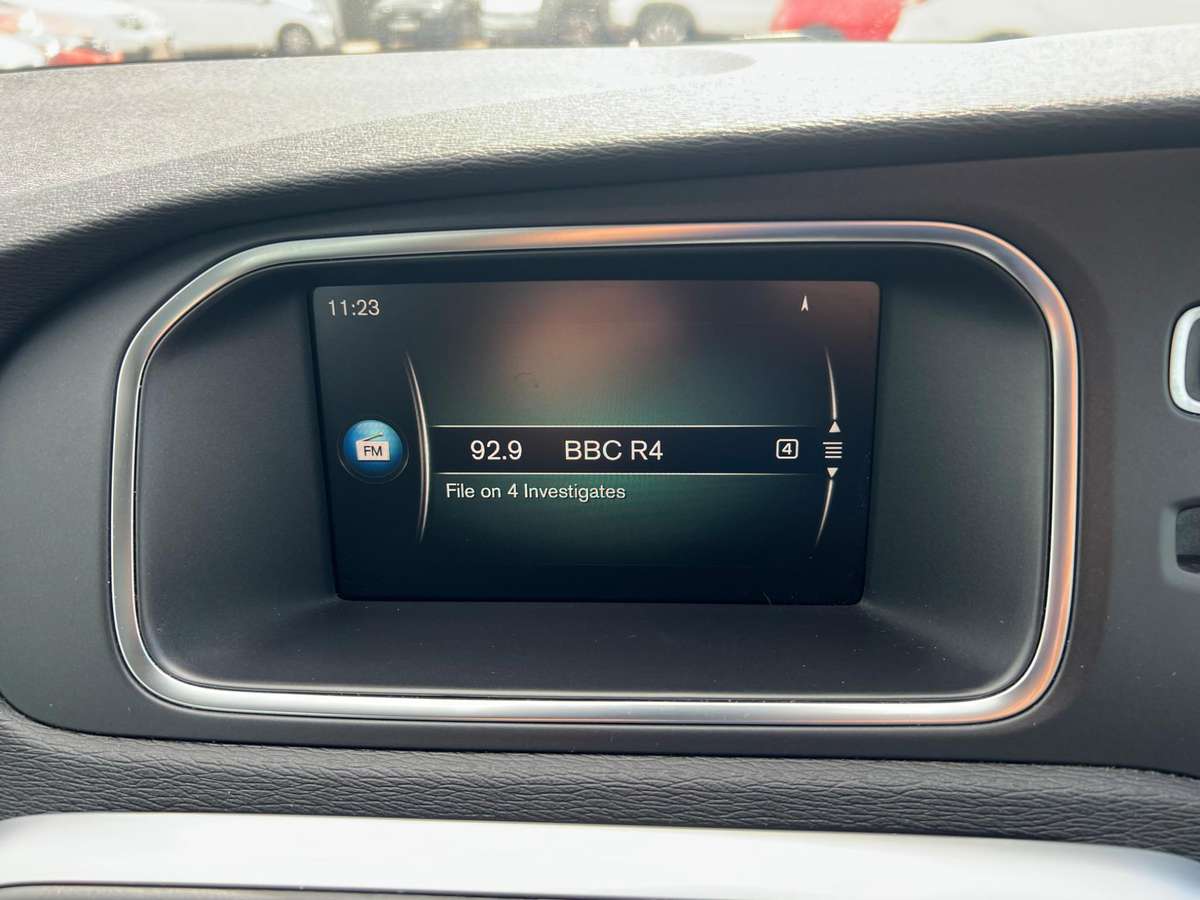 11:23
FM
92.9 BBC R4 4
File on 4 Investigates